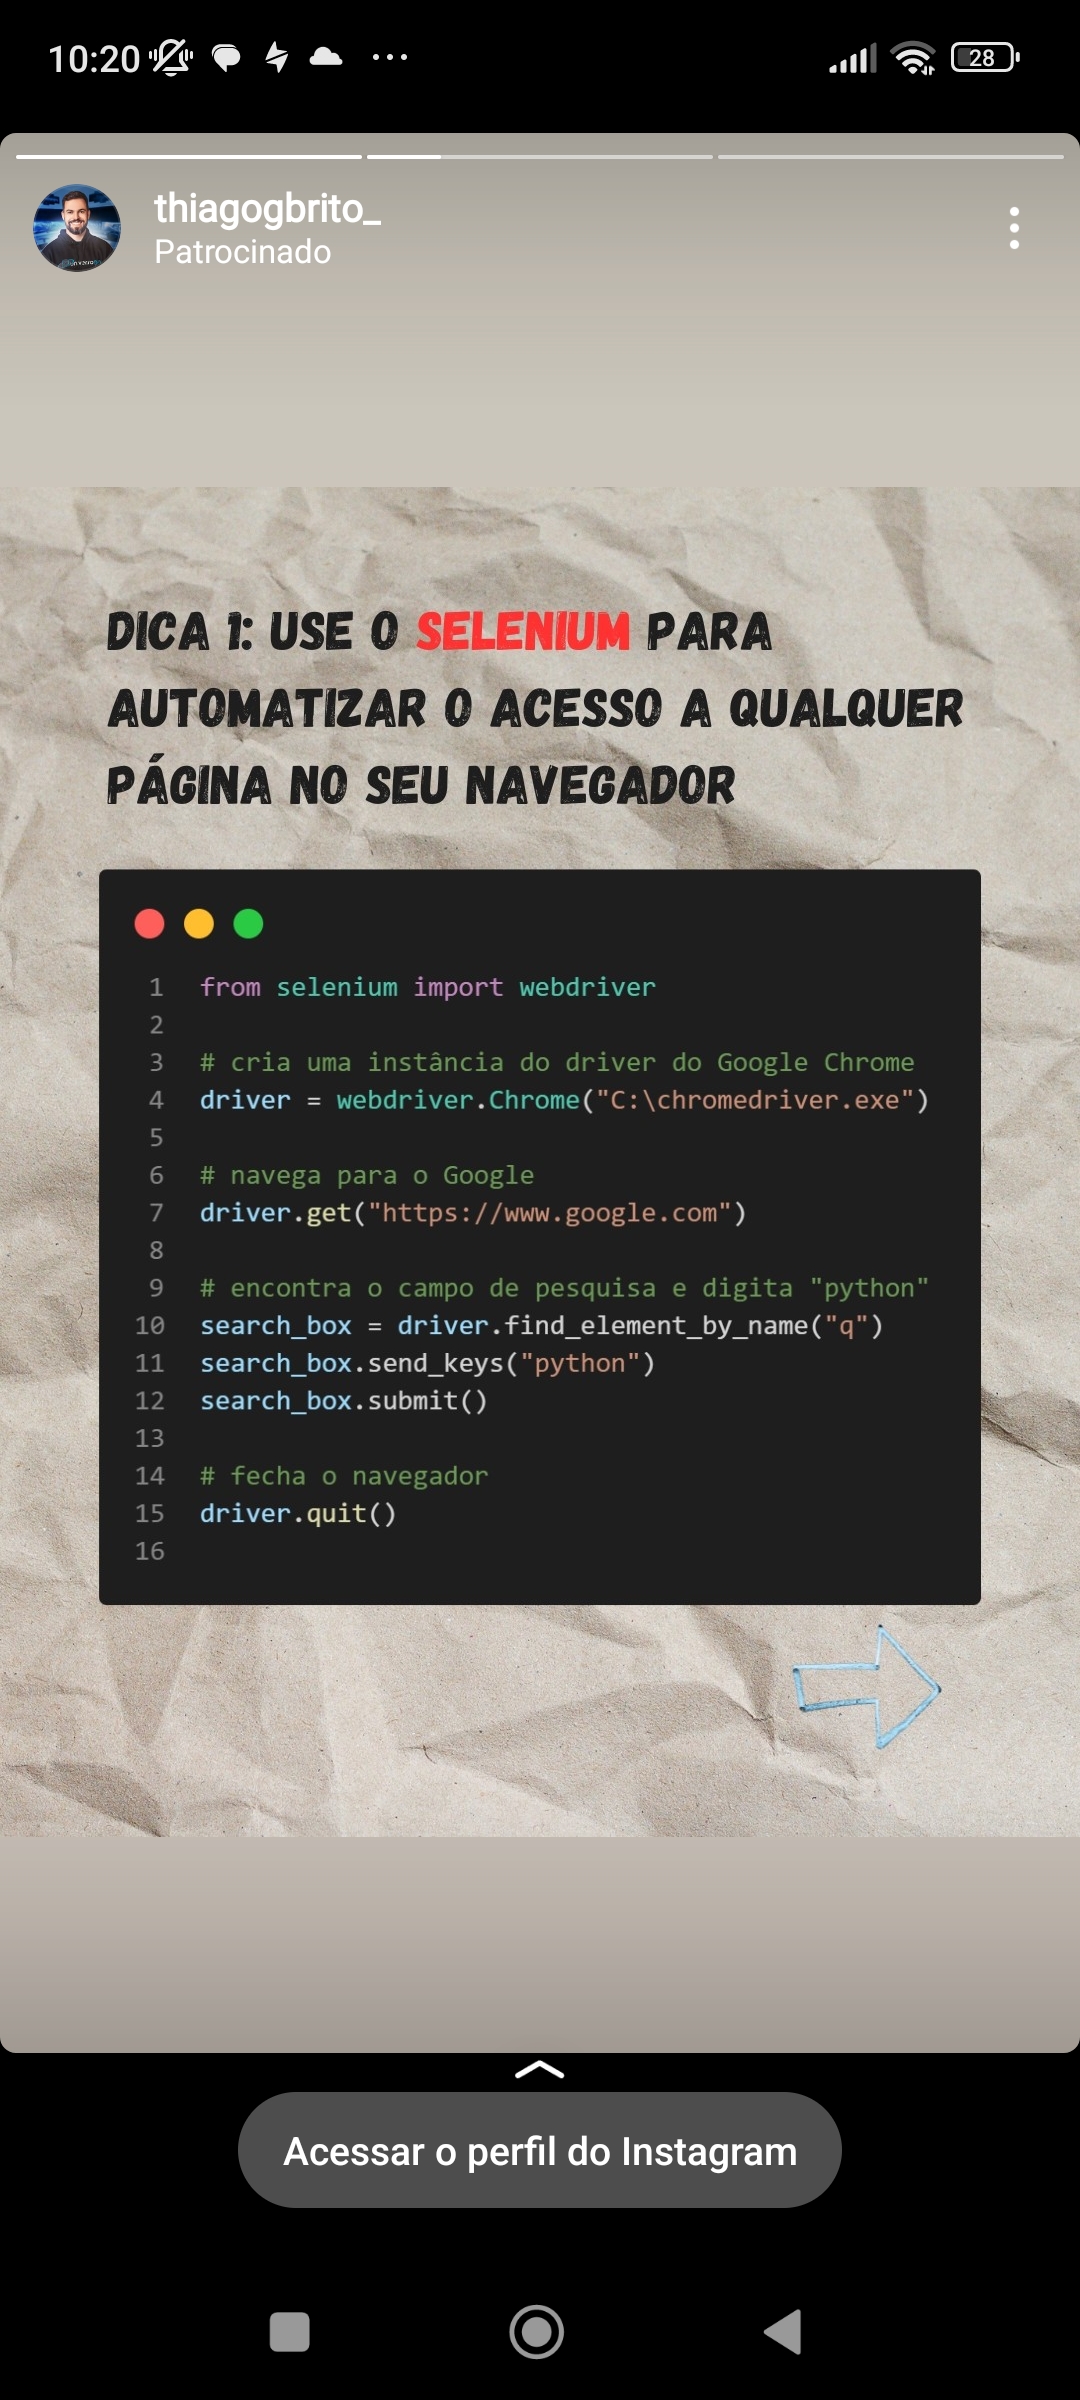 10:20
28
thiagogbrito_
Patrocinado
DICA 1: USE O SELENIUM PARA
AUTOMATIZAR O ACESSO A QUALQUER
PÁGINA NO SEU NAVEGADOR
1 from selenium import webdriver
2
3 # cria uma instância do driver do Google Chrome
4 driver = webdriver.Chrome("C:\chromedriver.exe")
5
6 # navega para o Google
7 driver.get("https://www.google.com")
8
9 # encontra o campo de pesquisa e digita "python"
10 search_box = driver.find_element_by_name("q")
11 search_box.send_keys("python")
12 search_box.submit()
13
14 # fecha o navegador
15 driver.quit()
16
Acessar o perfil do Instagram